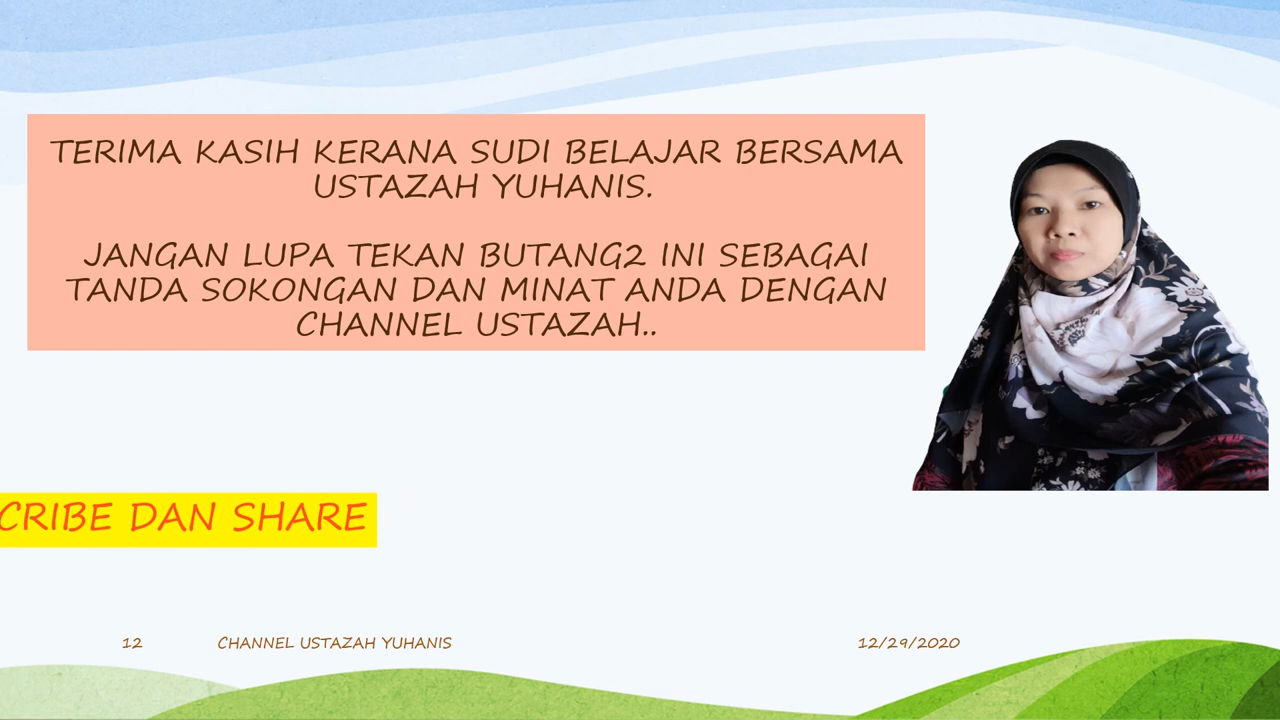 TERIMA KASIH KERANA SUDI BELAJAR BERSAMA
USTAZAH YUHANIS.
JANGAN LUPA TEKAN BUTANG2 INI SEBAGAI
TANDA SOKONGAN DAN MINAT ANDA DENGAN
CHANNEL USTAZAH..
CRIBE DAN SHARE
12 CHANNEL USTAZAH YUHANIS 12/29/2020